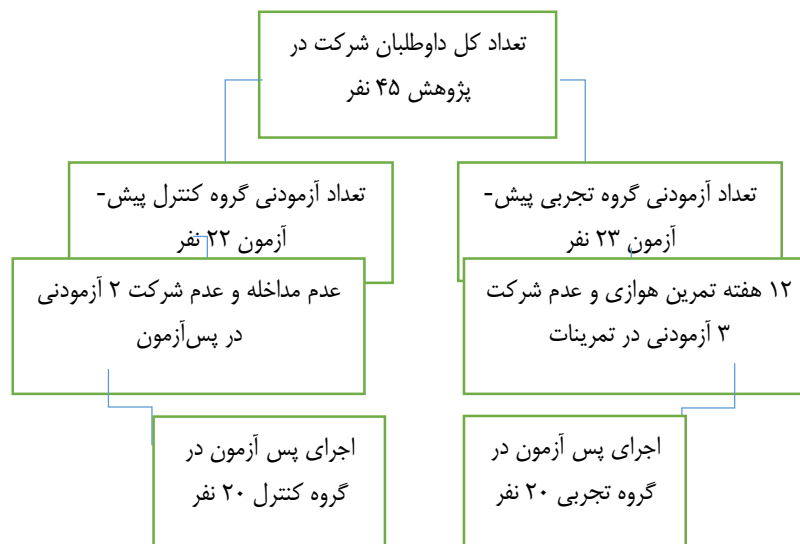 تعداد کل داوطلبان شرکت در
پژوهش ۴۵ نفر
تعداد آزمودنی گروه تجربی پیش-
آزمون ۲۳ نفر
تعداد آزمودنی گروه کنترل پیش-
آزمون ۲۲ نفر
۱۲ هفته تمرین هوازی و عدم شرکت
۳ آزمودنی در تمرینات
عدم مداخله و عدم شرکت ۲ آزمودنی
در پس‌آزمون
اجرای پس آزمون در
گروه تجربی ۲۰ نفر
اجرای پس آزمون در
گروه کنترل ۲۰ نفر